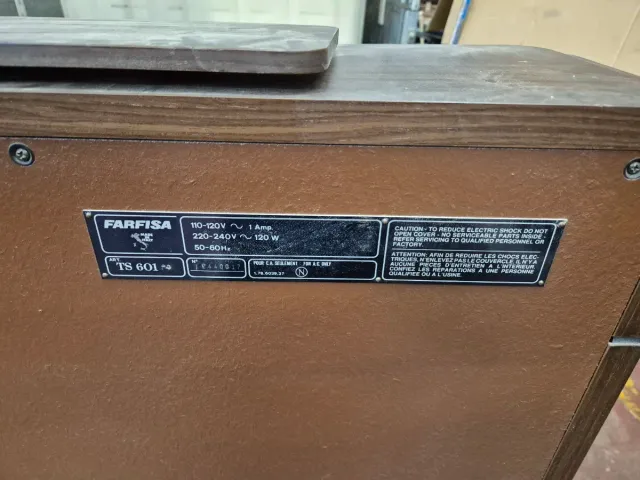 FARFISA
MADE IN ITALY
110-120V ~ 1 Amp.
220-240V ~ 120 W
50-60Hz
ART.
TS 601
N°
POUR C.A. SEULEMENT FOR A.C. ONLY
N
CAUTION - TO REDUCE ELECTRIC SHOCK DO NOT
OPEN COVER - NO SERVICEABLE PARTS INSIDE -
REFER SERVICING TO QUALIFIED PERSONNEL OR
FACTORY.
ATTENTION: AFIN DE REDUIRE LES CHOCS ELEC-
TRIQUES, N'ENLEVEZ PAS LE COUVERCLE IL N'Y A
AUCUNE PIECES D'ENTRETIEN A L'INTERIEUR
CONFIEZ LES REPARATIONS A UNE PERSONNE
QUALIFIEE OU A L'USINE.